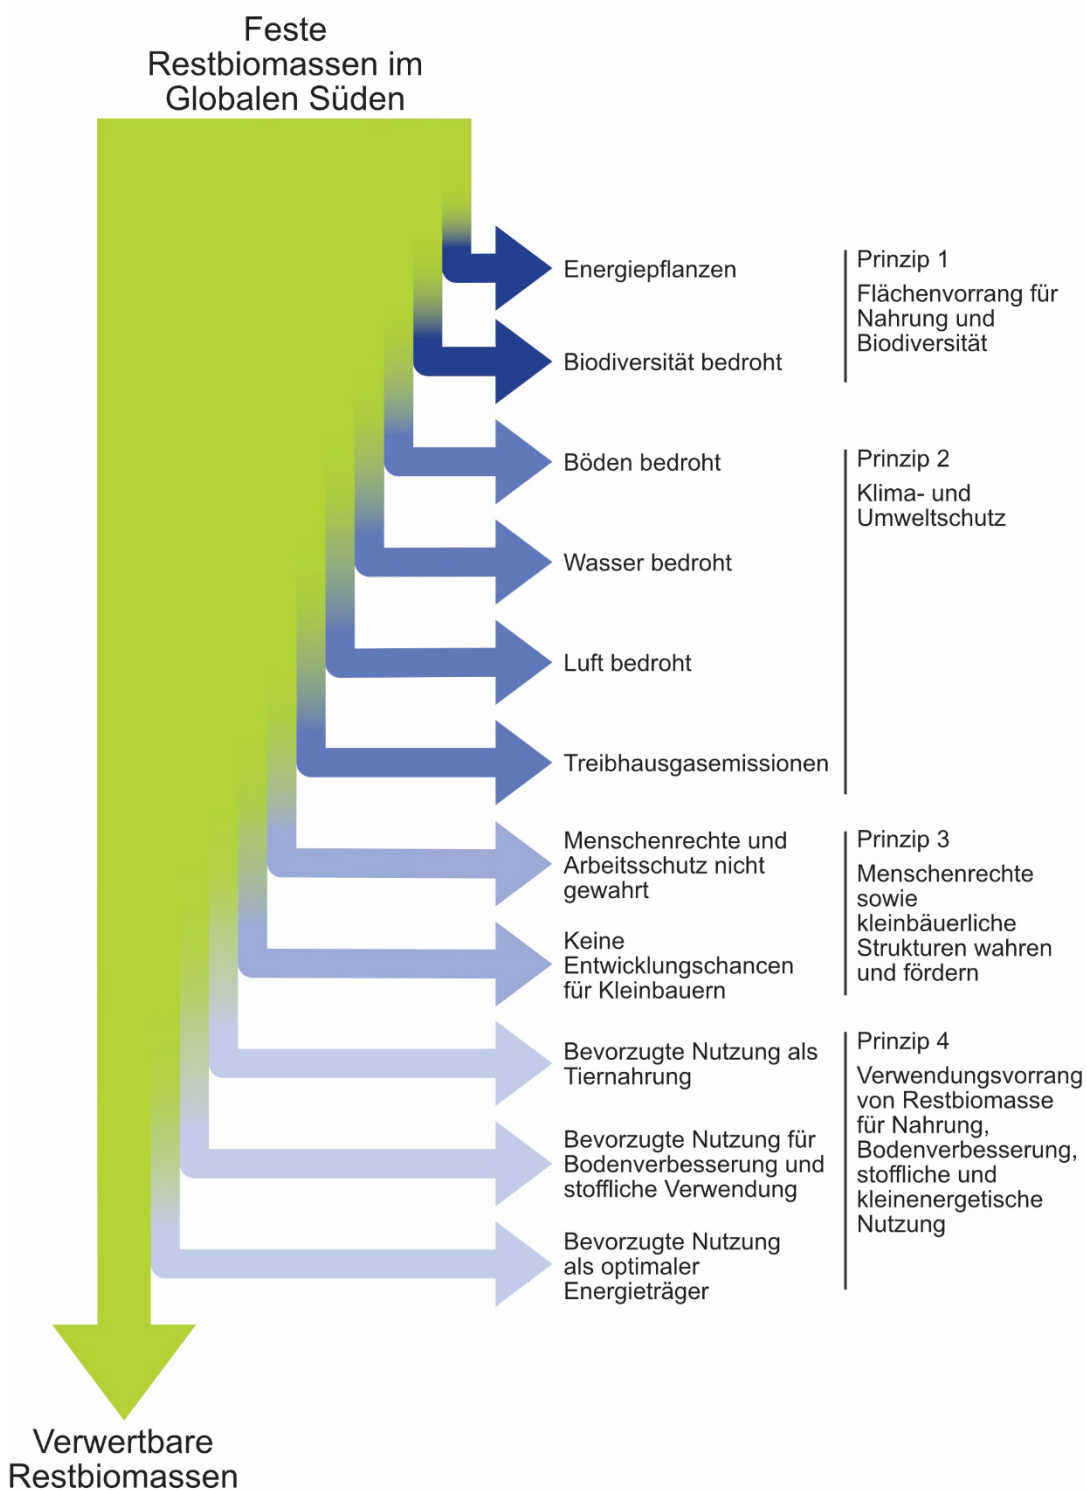 Feste
Restbiomassen im
Globalen Süden
Energiepflanzen
Biodiversität bedroht
Prinzip 1
Flächenvorrang für
Nahrung und
Biodiversität
Böden bedroht
Wasser bedroht
Luft bedroht
Treibhausgasemissionen
Prinzip 2
Klima- und
Umweltschutz
Menschenrechte und
Arbeitsschutz nicht
gewahrt
Keine
Entwicklungschancen
für Kleinbauern
Prinzip 3
Menschenrechte
sowie
kleinbäuerliche
Strukturen wahren
und fördern
Bevorzugte Nutzung als
Tiernahrung
Bevorzugte Nutzung für
Bodenverbesserung und
stoffliche Verwendung
Bevorzugte Nutzung
als optimaler
Energieträger
Prinzip 4
Verwendungsvorrang
von Restbiomasse
für Nahrung,
Bodenverbesserung,
stoffliche und
kleinenergetische
Nutzung
Verwertbare
Restbiomassen